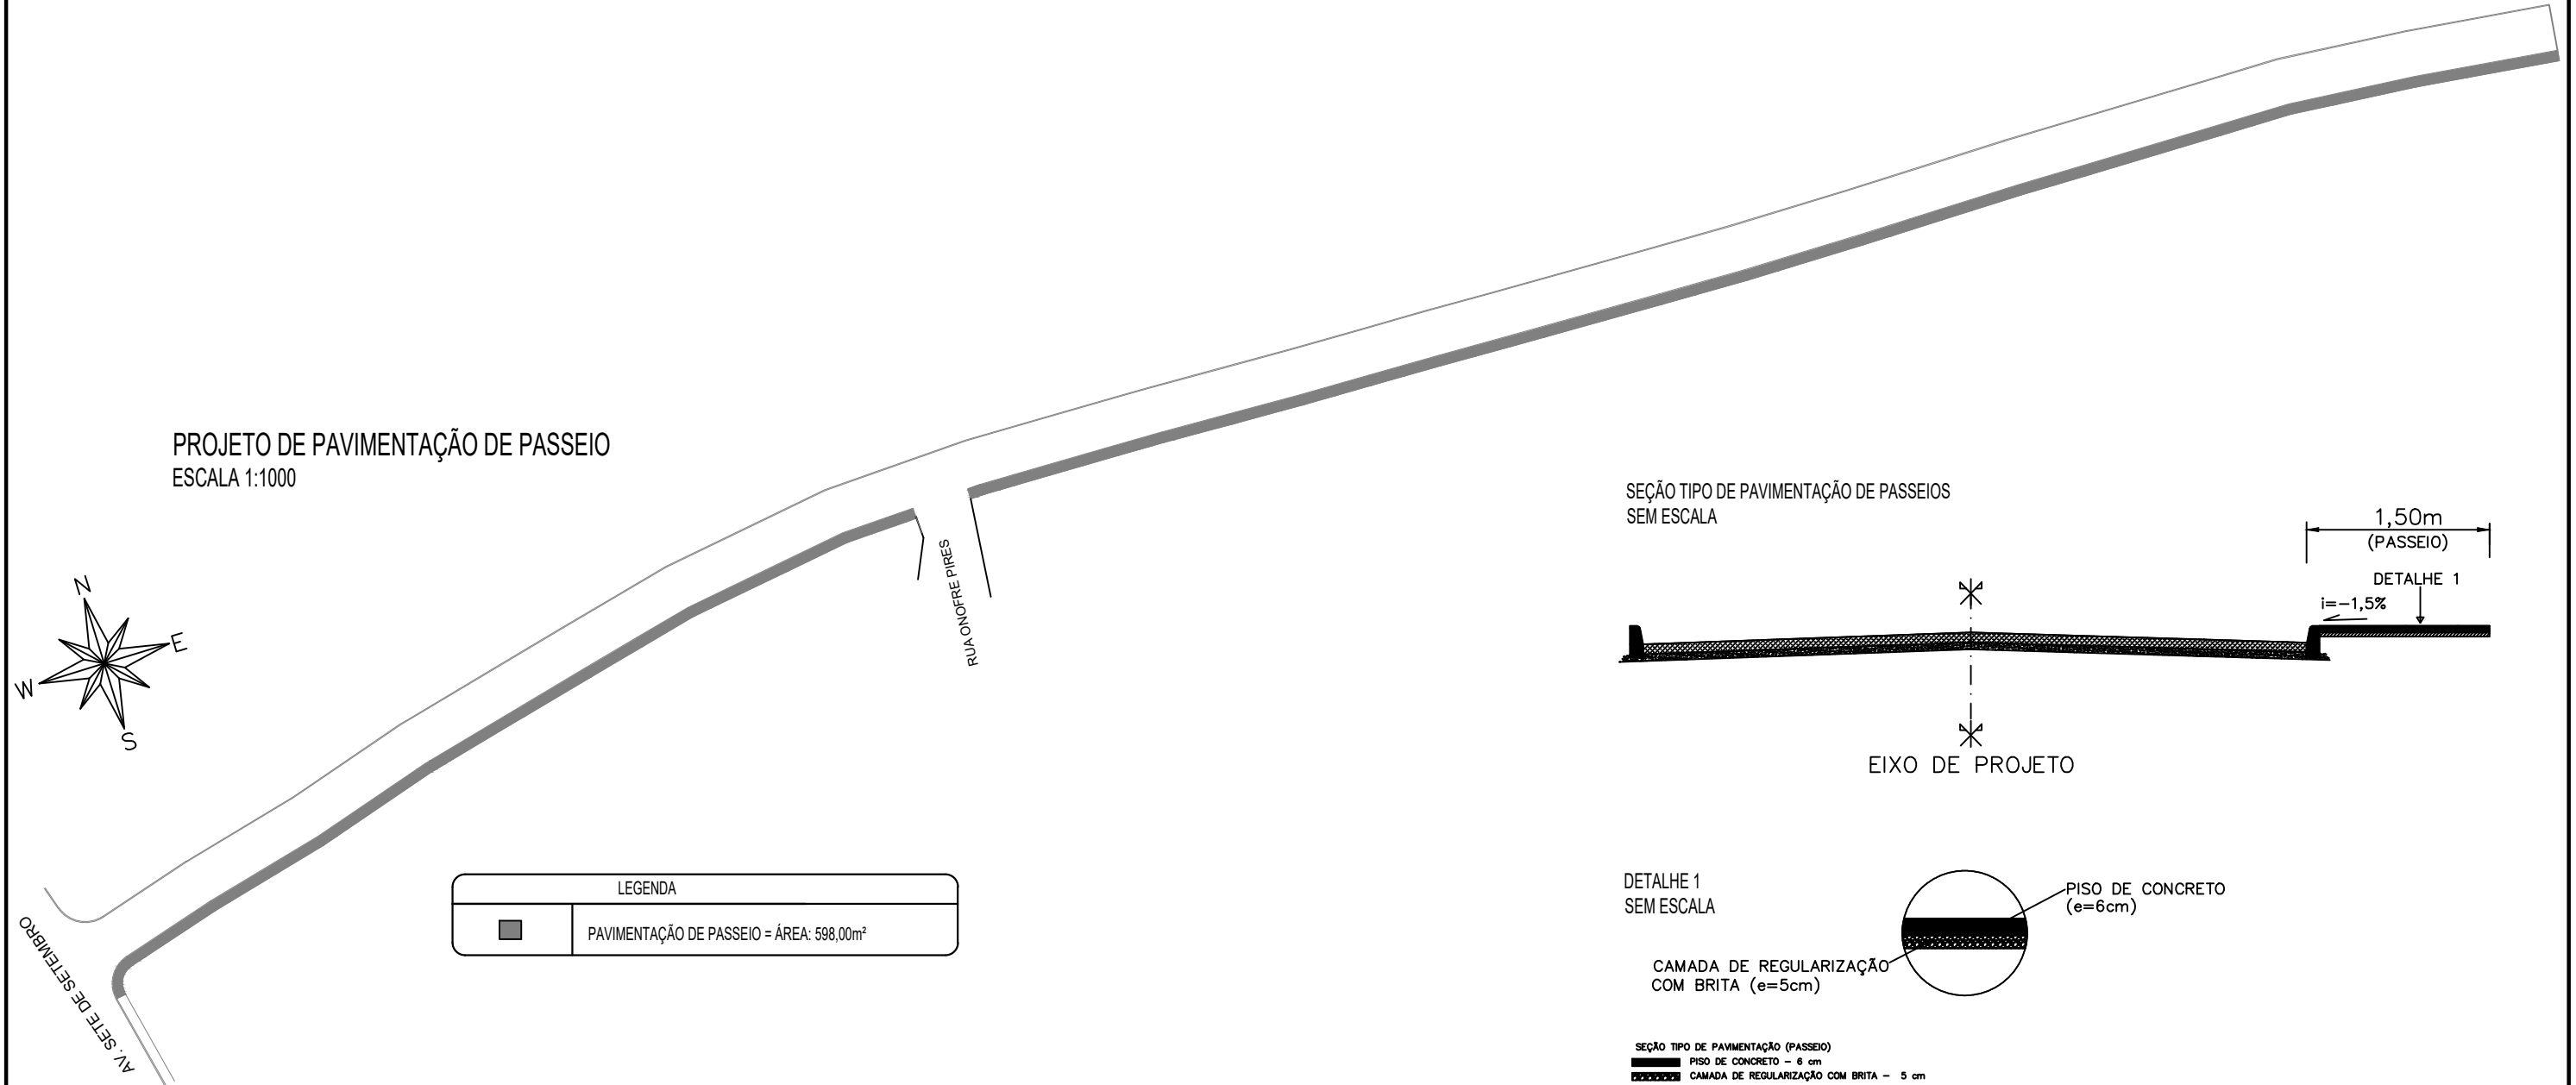 PROJETO DE PAVIMENTAÇÃO DE PASSEIO
ESCALA 1:1000
N
E
W
S
RUA ONOFRE PIRES
AV. SETE DE SETEMBRO
LEGENDA
PAVIMENTAÇÃO DE PASSEIO = ÁREA: 598,00m²
SEÇÃO TIPO DE PAVIMENTAÇÃO DE PASSEIOS
SEM ESCALA
1,50m
(PASSEIO)
DETALHE 1
i=-1,5%
EIXO DE PROJETO
DETALHE 1
SEM ESCALA
PISO DE CONCRETO
(e=6cm)
CAMADA DE REGULARIZAÇÃO
COM BRITA (e=5cm)
SEÇÃO TIPO DE PAVIMENTAÇÃO (PASSEIO)
PISO DE CONCRETO - 6 cm
CAMADA DE REGULARIZAÇÃO COM BRITA - 5 cm